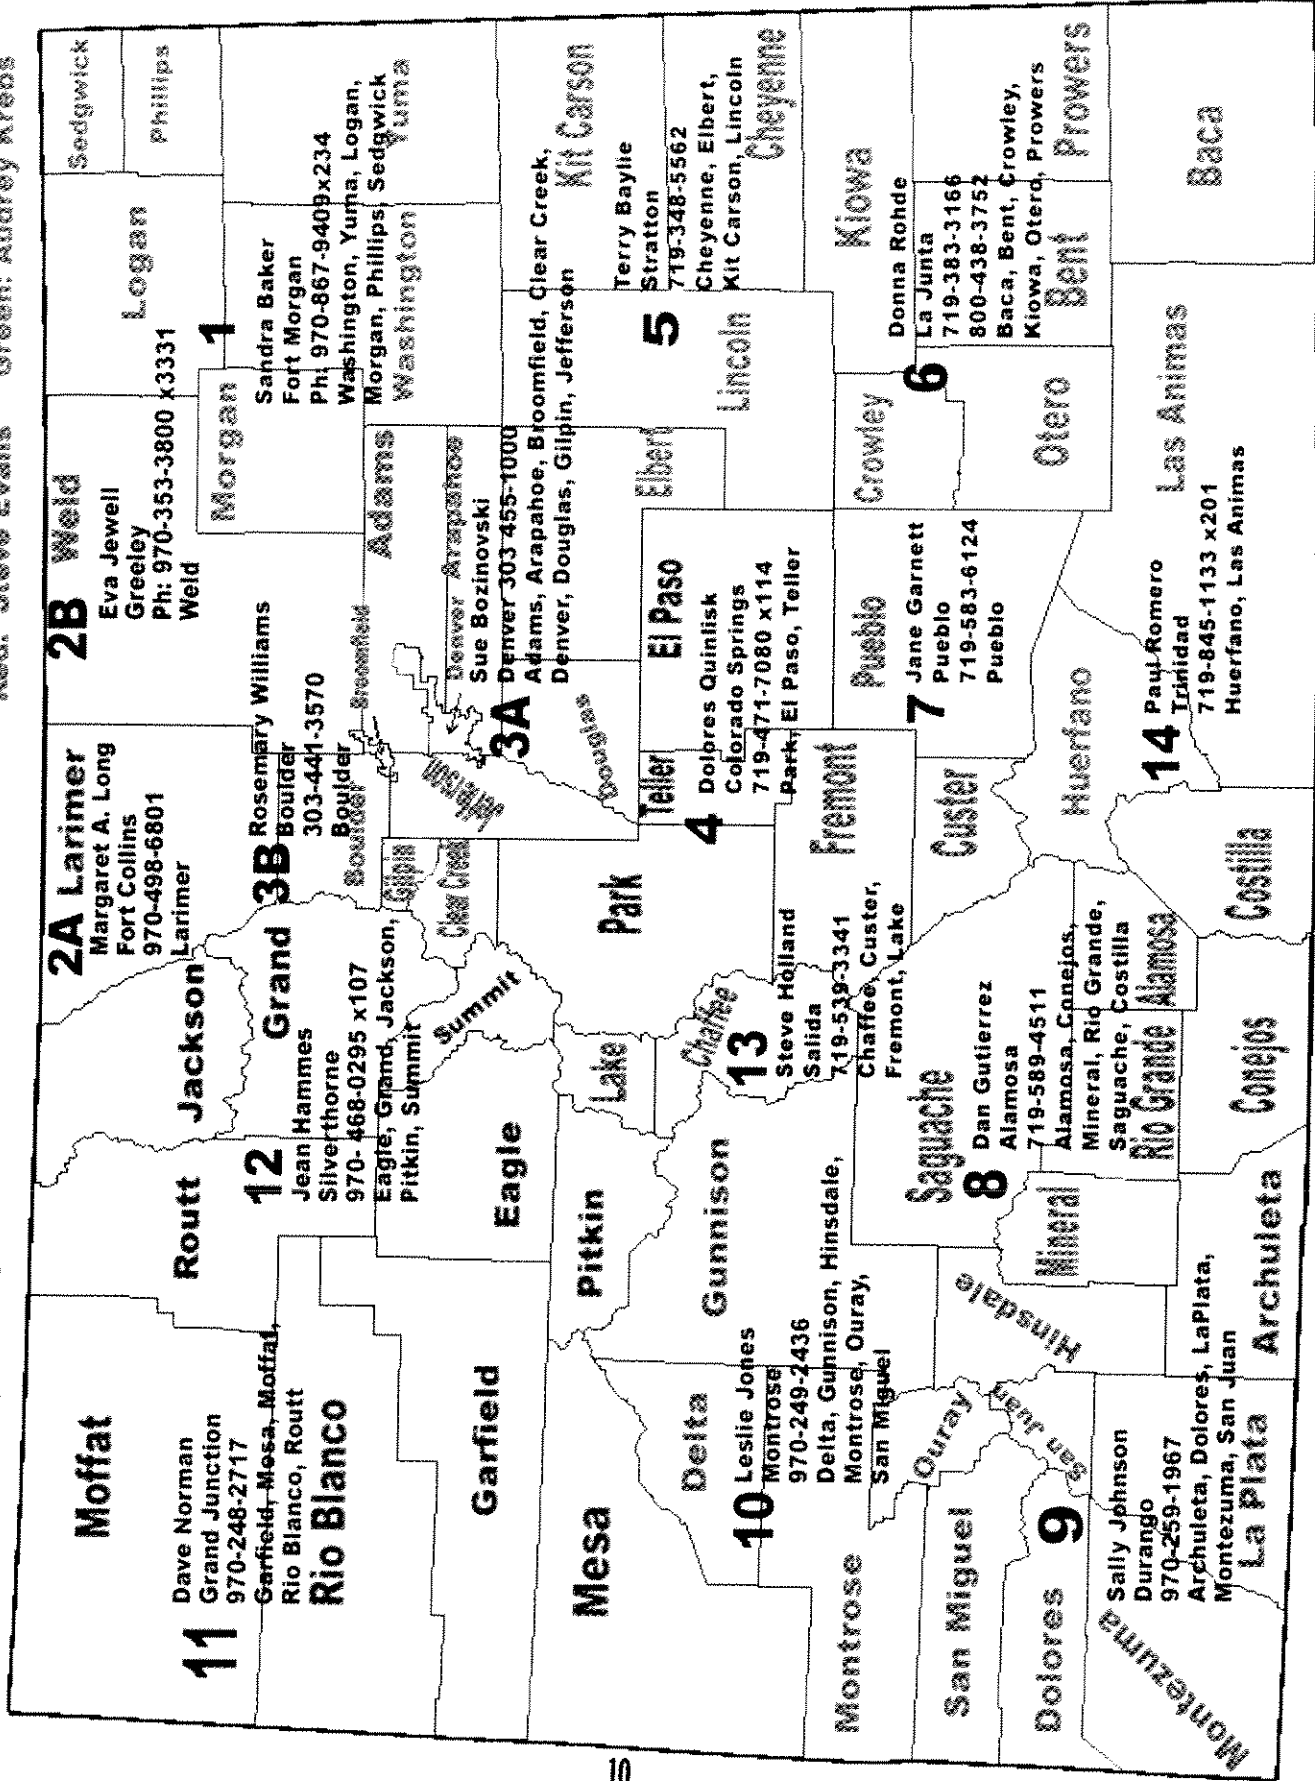 Steve Evans Green: Audrey Krebs
Moffat
11
Dave Norman
Grand Junction
970-248-2717
Garfield, Mesa, Moffat,
Rio Blanco, Routt
Rio Blanco
Garfield
Mesa
Routt
Jackson
Grand
12
Jean Hammes
Silverthorne
970- 468-0295 x107
Eagle, Grand, Jackson,
Pitkin, Summit
Summit
Eagle
Pitkin
2A Larimer
Margaret A. Long
Fort Collins
970-498-6801
Larimer
2B Weld
Eva Jewell
Greeley
Ph: 970-353-3800 x3331
Weld
3B
Rosemary Williams
Boulder
303-441-3570
Boulder
Boulder
Broomfield
Gilpin
Clear Creek
Jefferson
Sedgwick
Phillips
Logan
1
Sandra Baker
Fort Morgan
Ph: 970-867-9409x234
Washington, Yuma, Logan,
Morgan, Phillips, Sedgwick
Morgan
Washington
Yuma
Adams
Denver Arapahoe
3A
Sue Bozinovski
Denver 303 455-1000
Adams, Arapahoe, Broomfield, Clear Creek,
Denver, Douglas, Gilpin, Jefferson
Douglas
Elbert
Kit Carson
5
Terry Baylie
Stratton
719-348-5562
Cheyenne, Elbert,
Kit Carson, Lincoln
Lincoln
Cheyenne
El Paso
Teller
Park
4
Dolores Quinlisk
Colorado Springs
719-471-7080 x114
Park, El Paso, Teller
Lake
Chaffee
13
Steve Holland
Salida
719-539-3341
Chaffee, Custer,
Fremont, Lake
Fremont
Custer
Delta
Gunnison
10
Leslie Jones
Montrose
970-249-2436
Delta, Gunnison, Hinsdale,
Montrose, Ouray,
San Miguel
Montrose
Ouray
San Miguel
Hinsdale
San Juan
Dolores
9
Sally Johnson
Durango
970-259-1967
Archuleta, Dolores, LaPlata,
Montezuma, San Juan
La Plata
Montezuma
Archuleta
Saguache
8
Dan Gutierrez
Alamosa
719-589-4511
Alamosa, Conejos,
Mineral, Rio Grande,
Saguache, Costilla
Mineral
Rio Grande
Alamosa
Conejos
Costilla
Pueblo
7
Jane Garnett
Pueblo
719-583-6124
Pueblo
Crowley
Kiowa
6
Donna Rohde
La Junta
719-383-3166
800-438-3752
Baca, Bent, Crowley,
Kiowa, Otero, Prowers
Otero
Bent
Prowers
Huerfano
14
Paul Romero
Trinidad
719-845-1133 x201
Huerfano, Las Animas
Las Animas
Baca
10